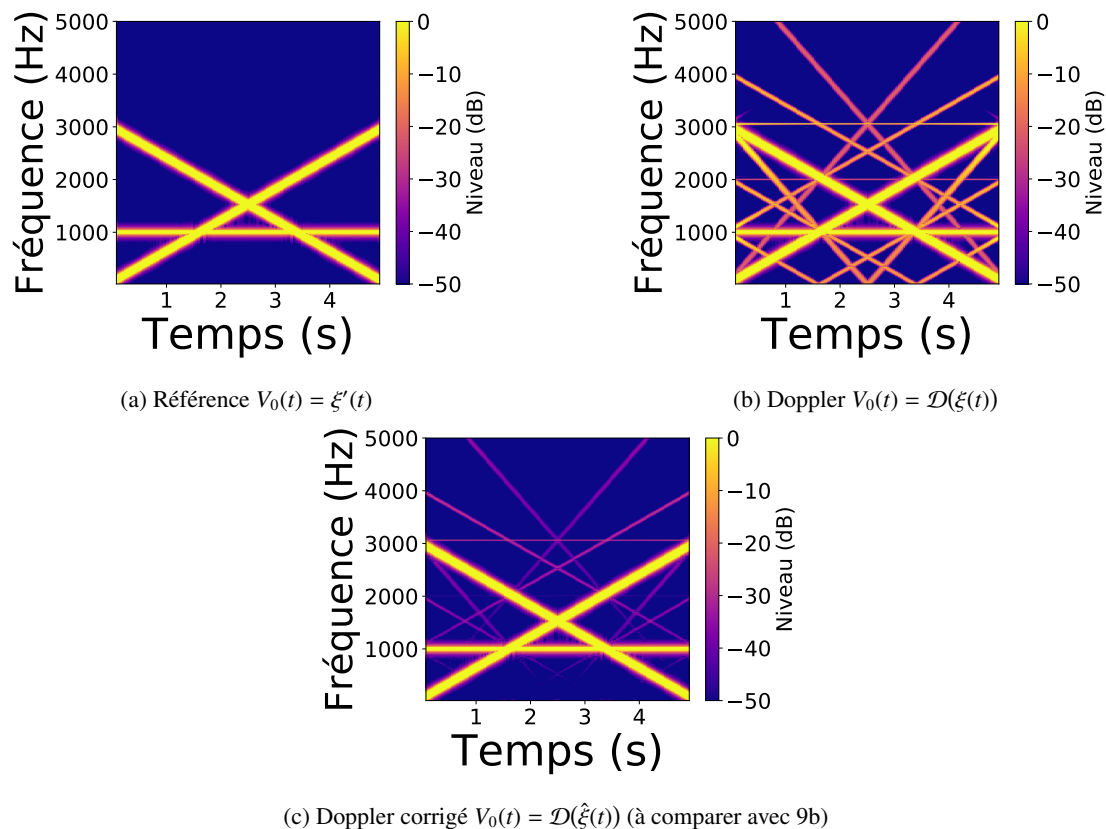 5000
4000
3000
2000
1000
Fréquence (Hz)
1 2 3 4
Temps (s)
0
−10
−20
−30
−40
−50
Niveau (dB)
(a) Référence V₀(t) = ξ′(t)
5000
4000
3000
2000
1000
Fréquence (Hz)
1 2 3 4
Temps (s)
0
−10
−20
−30
−40
−50
Niveau (dB)
(b) Doppler V₀(t) = 𝒟(ξ(t))
5000
4000
3000
2000
1000
Fréquence (Hz)
1 2 3 4
Temps (s)
0
−10
−20
−30
−40
−50
Niveau (dB)
(c) Doppler corrigé V₀(t) = 𝒟(ξ̂(t)) (à comparer avec 9b)